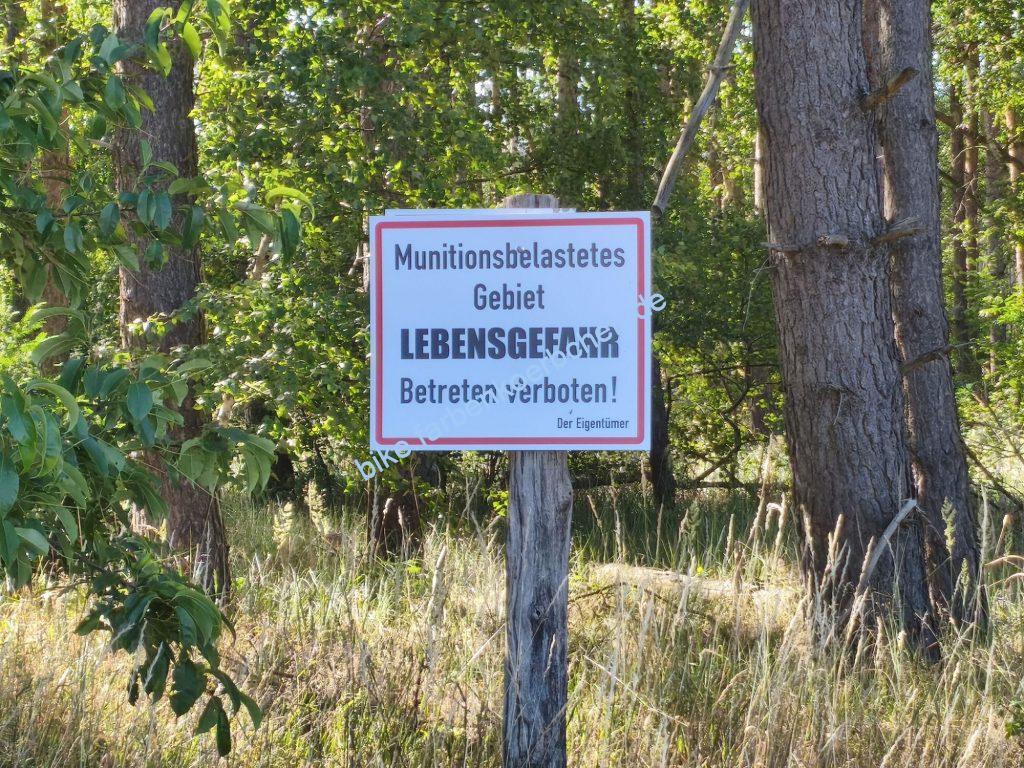 Munitionsbelastetes
Gebiet
LEBENSGEFAHR
Betreten verboten!
Der Eigentümer